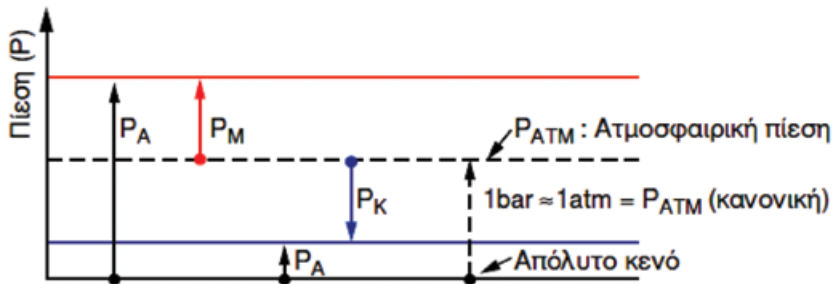 Πίεση (P)
P_A
P_M
P_ATM : Ατμοσφαιρική πίεση
P_K
1bar ≈ 1atm = P_ATM (κανονική)
P_A
Απόλυτο κενό